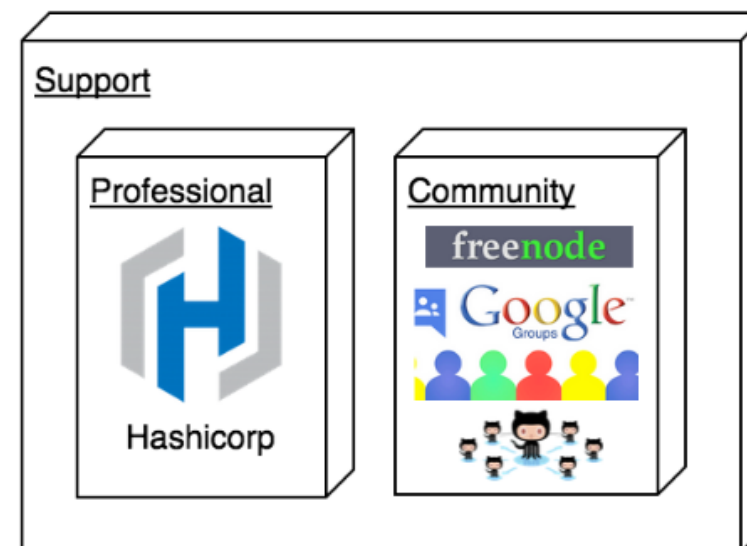 Support
Professional
Hashicorp
Community
freenode
Google
Groups